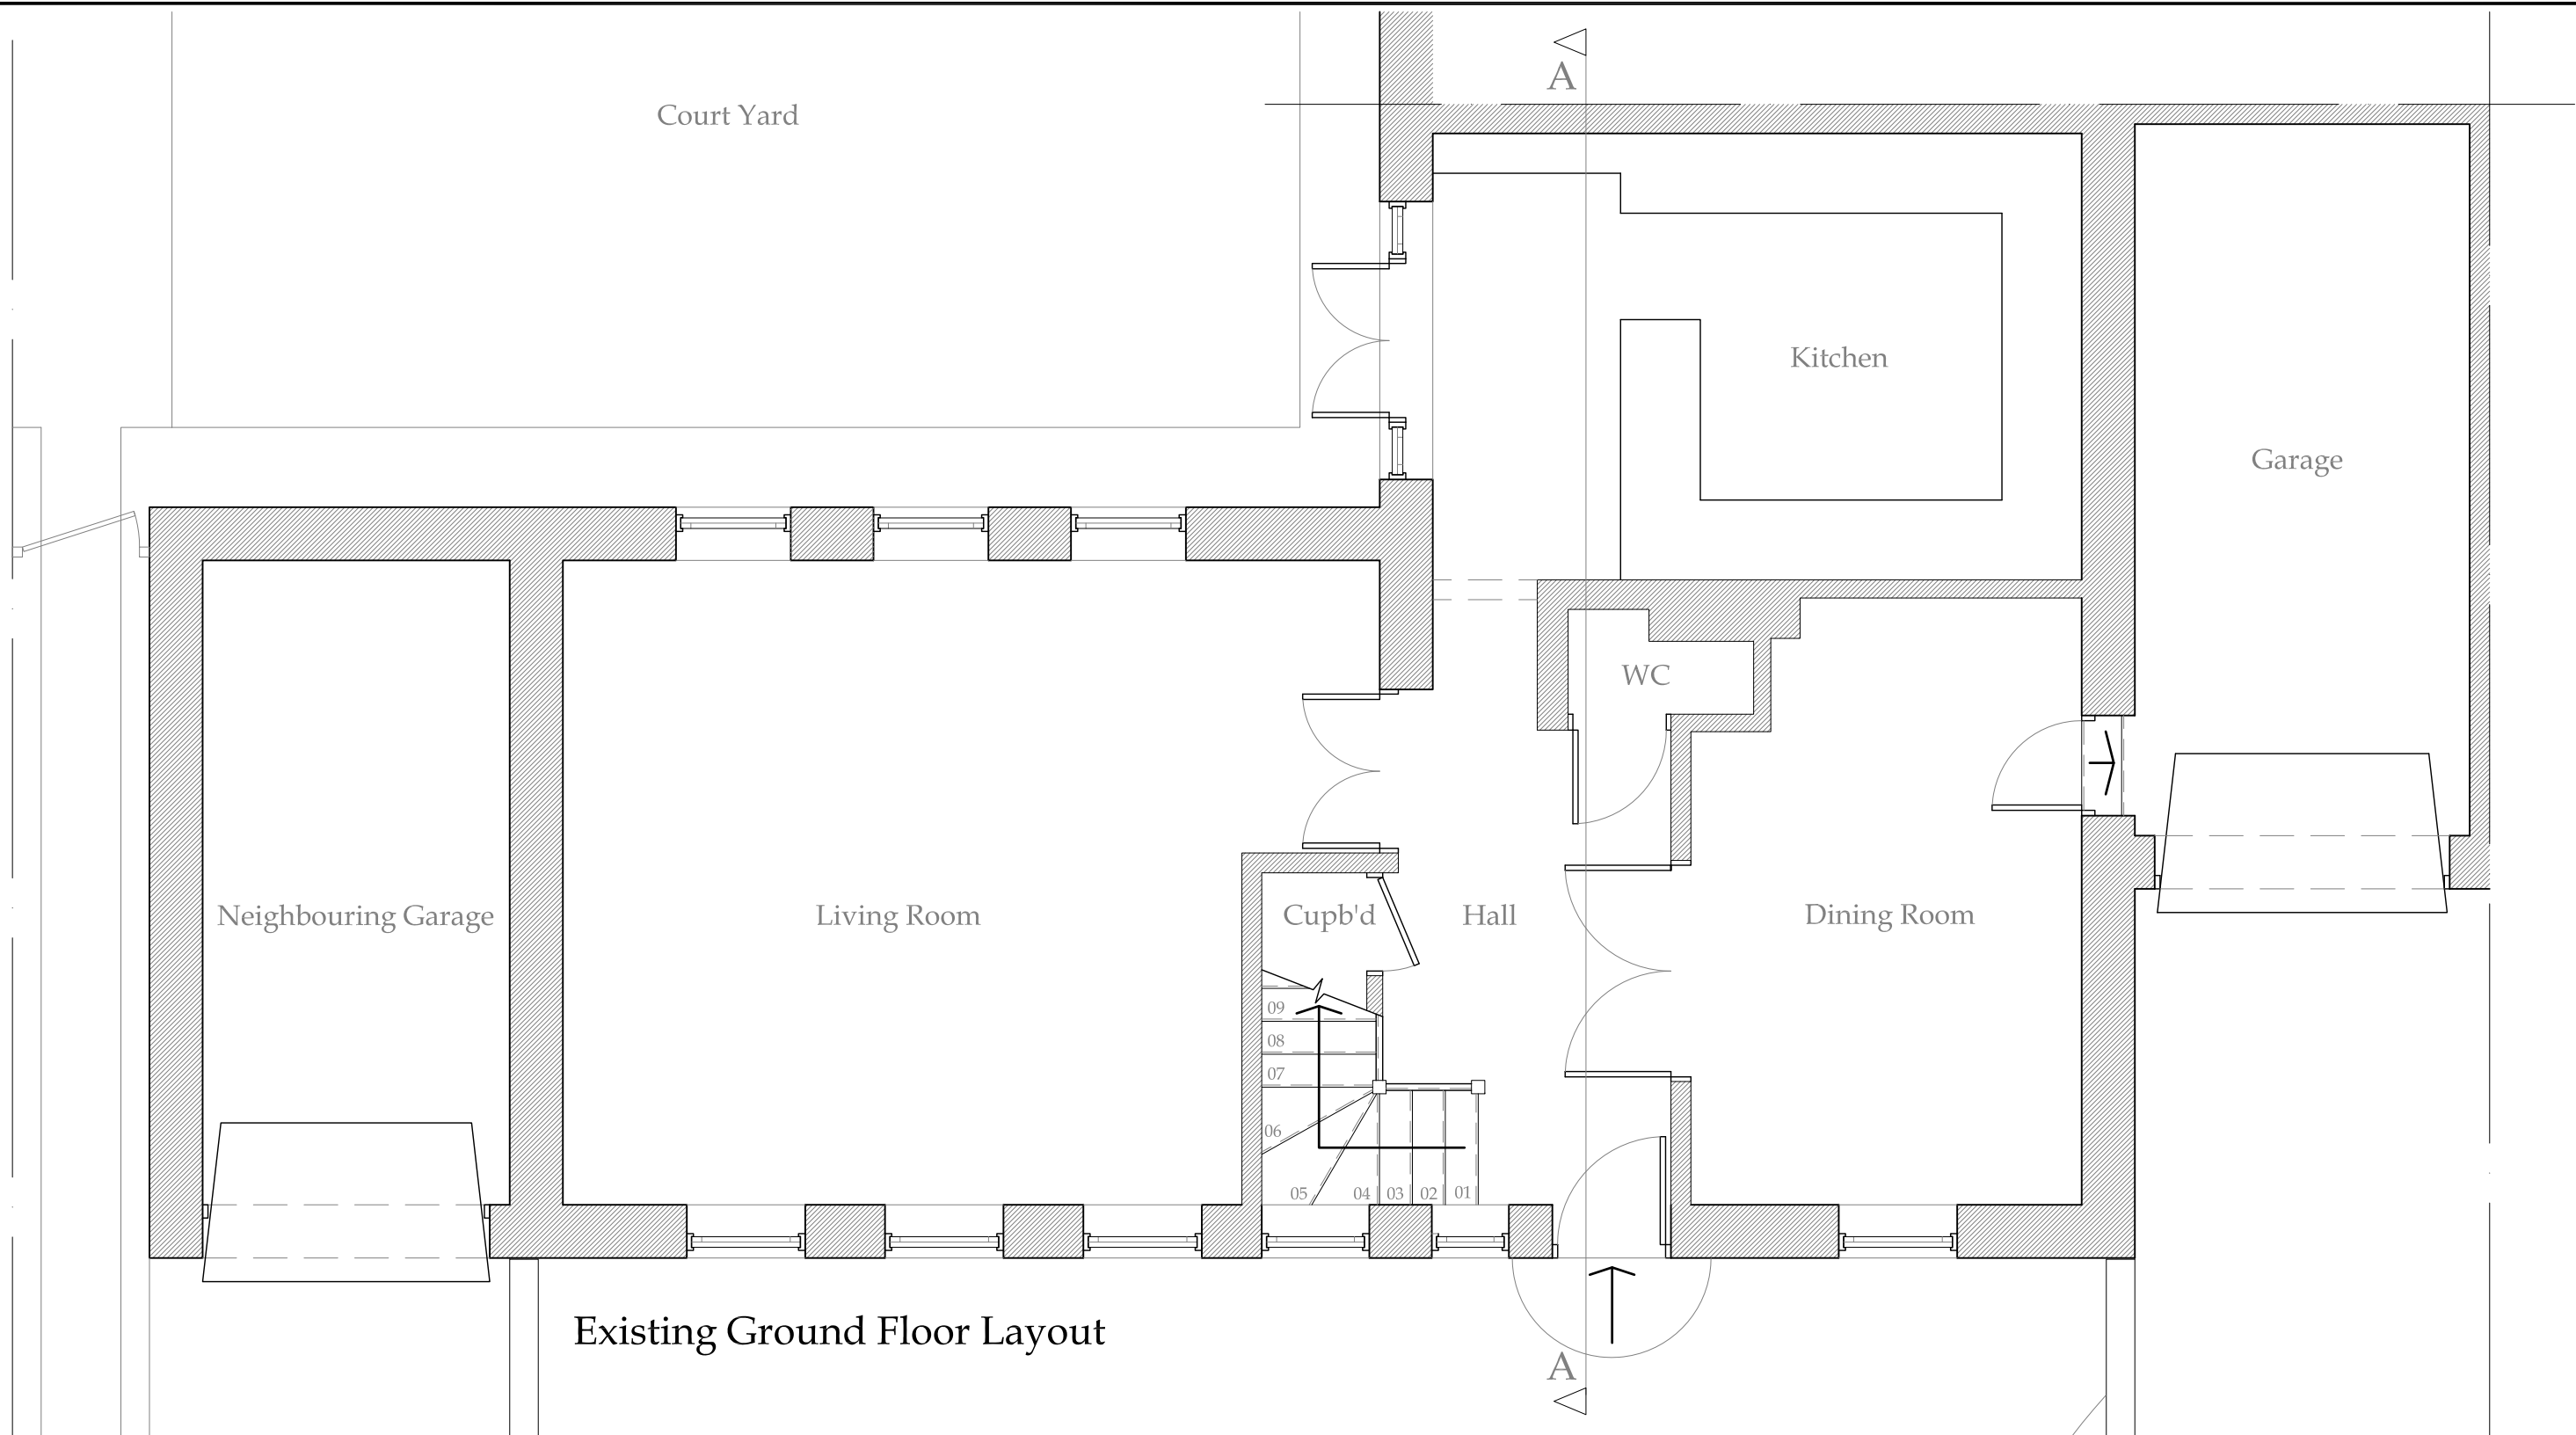 A
Court Yard
Kitchen
Garage
WC
Neighbouring Garage
Living Room
Cupb'd
Hall
Dining Room
09
08
07
06
05
04
03
02
01
Existing Ground Floor Layout
A